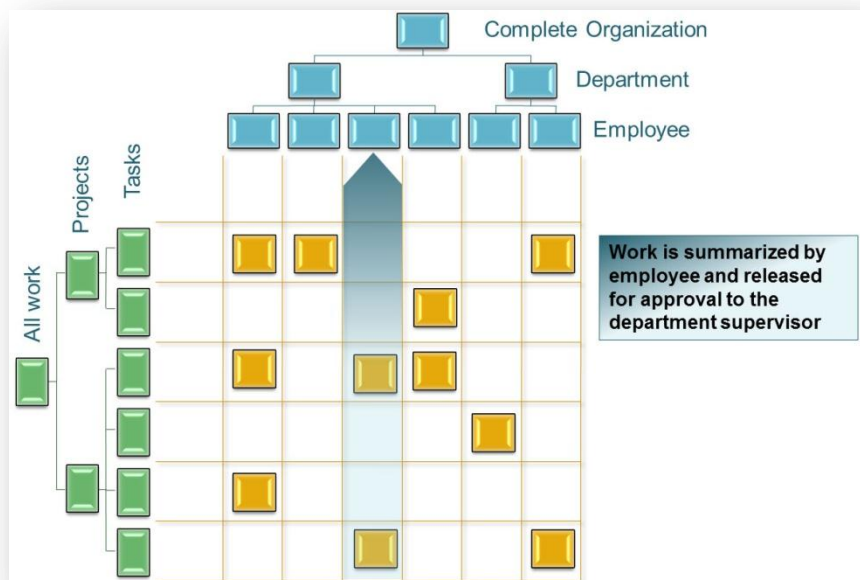 Complete Organization
Department
Employee
Tasks
Projects
All work
Work is summarized by
employee and released
for approval to the
department supervisor